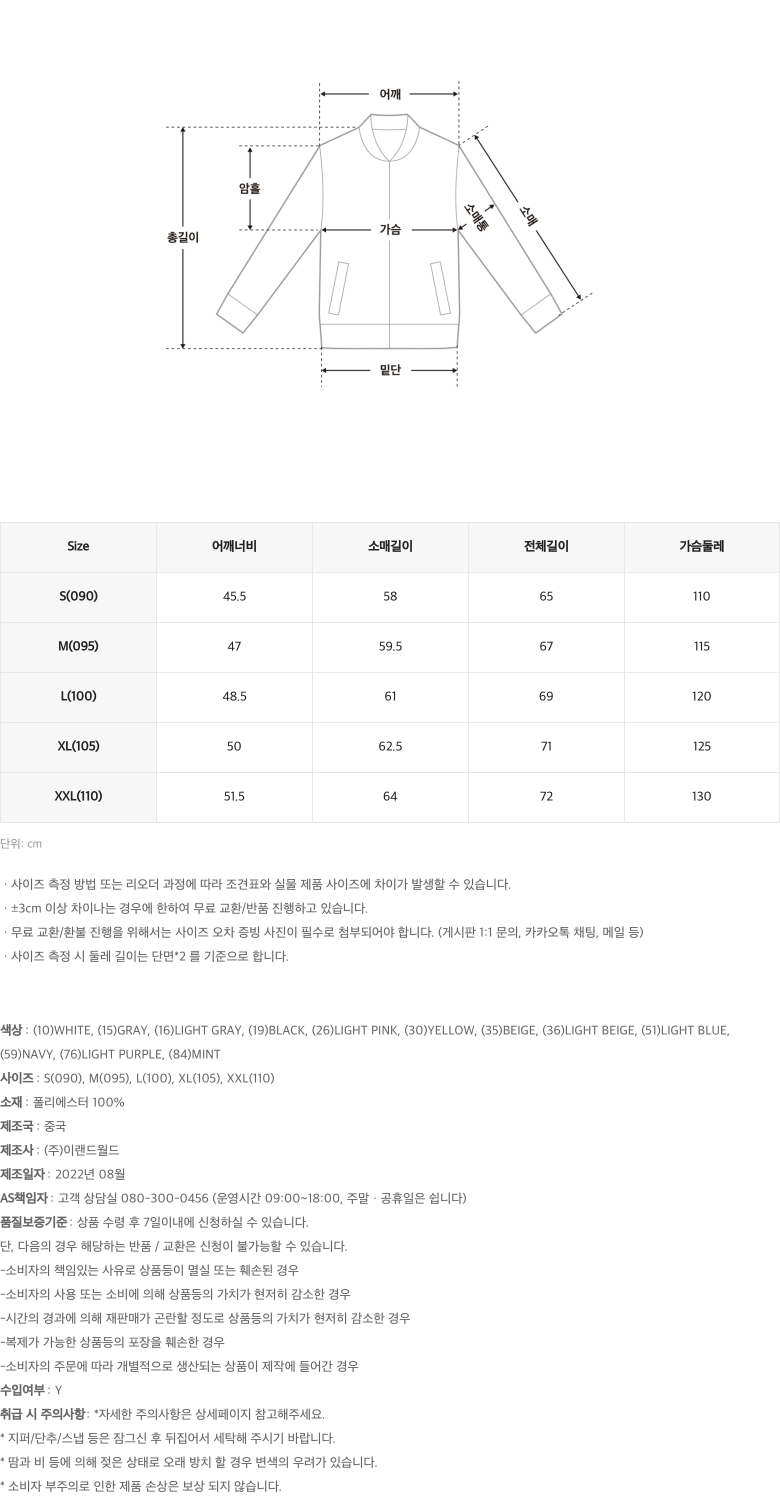 어깨
암홀
총길이
가슴
소매통
소매
밑단
Size 어깨너비 소매길이 전체길이 가슴둘레
S(090) 45.5 58 65 110
M(095) 47 59.5 67 115
L(100) 48.5 61 69 120
XL(105) 50 62.5 71 125
XXL(110) 51.5 64 72 130
단위: cm
· 사이즈 측정 방법 또는 리오더 과정에 따라 조견표와 실물 제품 사이즈에 차이가 발생할 수 있습니다.
· ±3cm 이상 차이나는 경우에 한하여 무료 교환/반품 진행하고 있습니다.
· 무료 교환/환불 진행을 위해서는 사이즈 오차 증빙 사진이 필수로 첨부되어야 합니다. (게시판 1:1 문의, 카카오톡 채팅, 메일 등)
· 사이즈 측정 시 둘레 길이는 단면*2 를 기준으로 합니다.
색상 : (10)WHITE, (15)GRAY, (16)LIGHT GRAY, (19)BLACK, (26)LIGHT PINK, (30)YELLOW, (35)BEIGE, (36)LIGHT BEIGE, (51)LIGHT BLUE,
(59)NAVY, (76)LIGHT PURPLE, (84)MINT
사이즈 : S(090), M(095), L(100), XL(105), XXL(110)
소재 : 폴리에스터 100%
제조국 : 중국
제조사 : (주)이랜드월드
제조일자 : 2022년 08월
AS책임자 : 고객 상담실 080-300-0456 (운영시간 09:00~18:00, 주말 · 공휴일은 쉽니다)
품질보증기준 : 상품 수령 후 7일이내에 신청하실 수 있습니다.
단, 다음의 경우 해당하는 반품 / 교환은 신청이 불가능할 수 있습니다.
-소비자의 책임있는 사유로 상품등이 멸실 또는 훼손된 경우
-소비자의 사용 또는 소비에 의해 상품등의 가치가 현저히 감소한 경우
-시간의 경과에 의해 재판매가 곤란할 정도로 상품등의 가치가 현저히 감소한 경우
-복제가 가능한 상품등의 포장을 훼손한 경우
-소비자의 주문에 따라 개별적으로 생산되는 상품이 제작에 들어간 경우
수입여부 : Y
취급 시 주의사항 : *자세한 주의사항은 상세페이지 참고해주세요.
* 지퍼/단추/스냅 등은 잠그신 후 뒤집어서 세탁해 주시기 바랍니다.
* 땀과 비 등에 의해 젖은 상태로 오래 방치 할 경우 변색의 우려가 있습니다.
* 소비자 부주의로 인한 제품 손상은 보상 되지 않습니다.